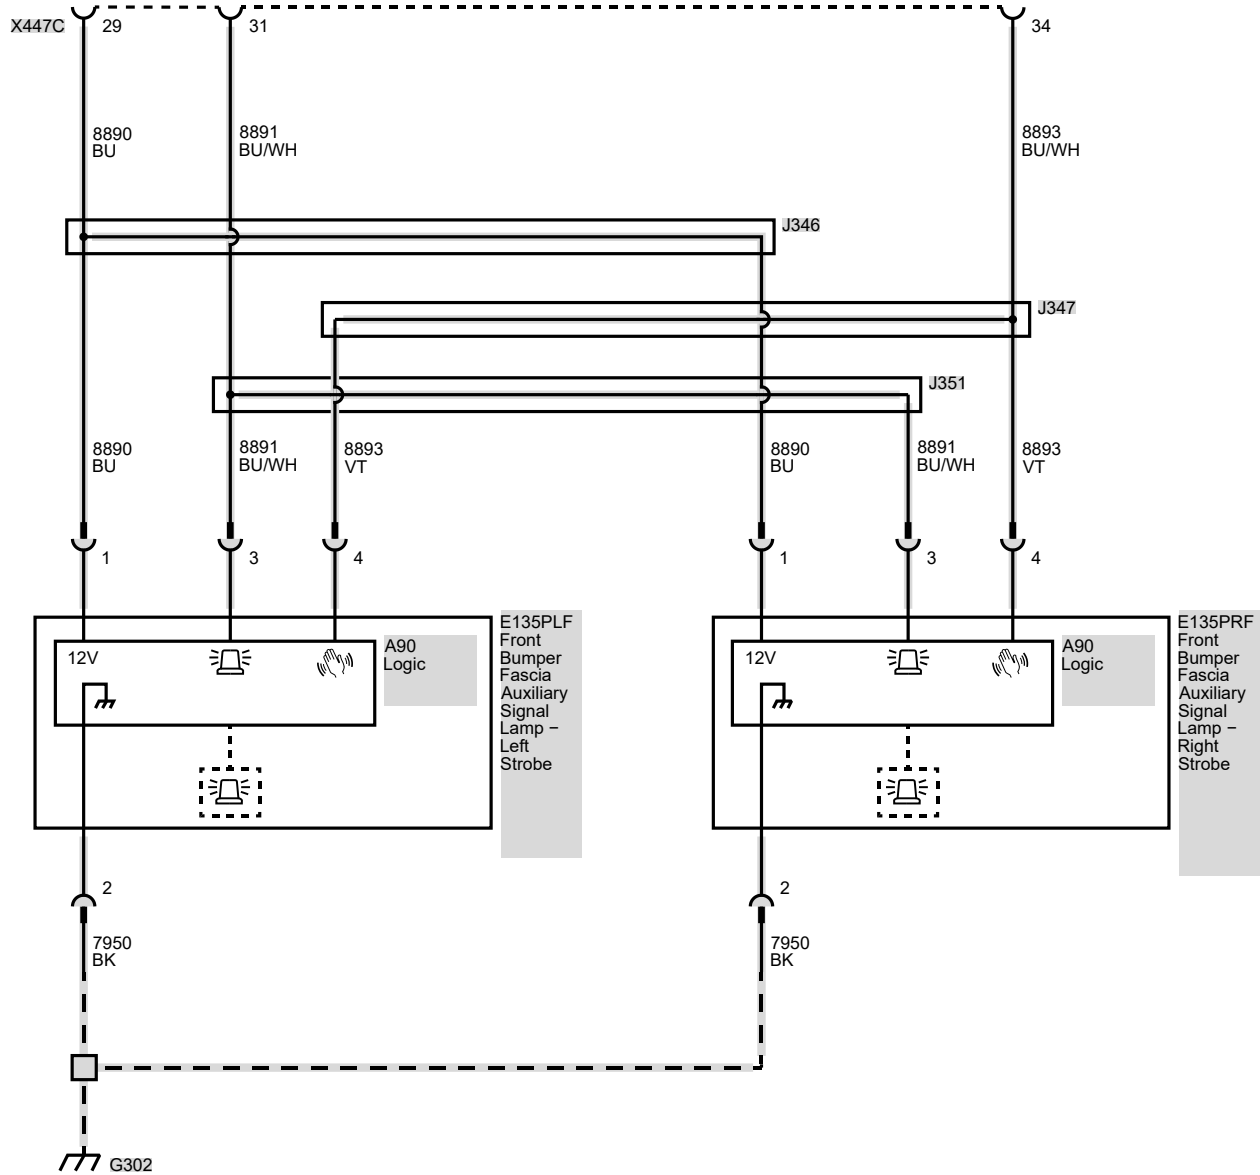 X447C 29 31 34
8890
BU
8891
BU/WH
8893
BU/WH
J346
J347
J351
8890
BU
8891
BU/WH
8893
VT
8890
BU
8891
BU/WH
8893
VT
1 3 4 1 3 4
12V
A90
Logic
E135PLF
Front
Bumper
Fascia
Auxiliary
Signal
Lamp –
Left
Strobe
12V
A90
Logic
E135PRF
Front
Bumper
Fascia
Auxiliary
Signal
Lamp –
Right
Strobe
2 2
7950
BK
7950
BK
G302